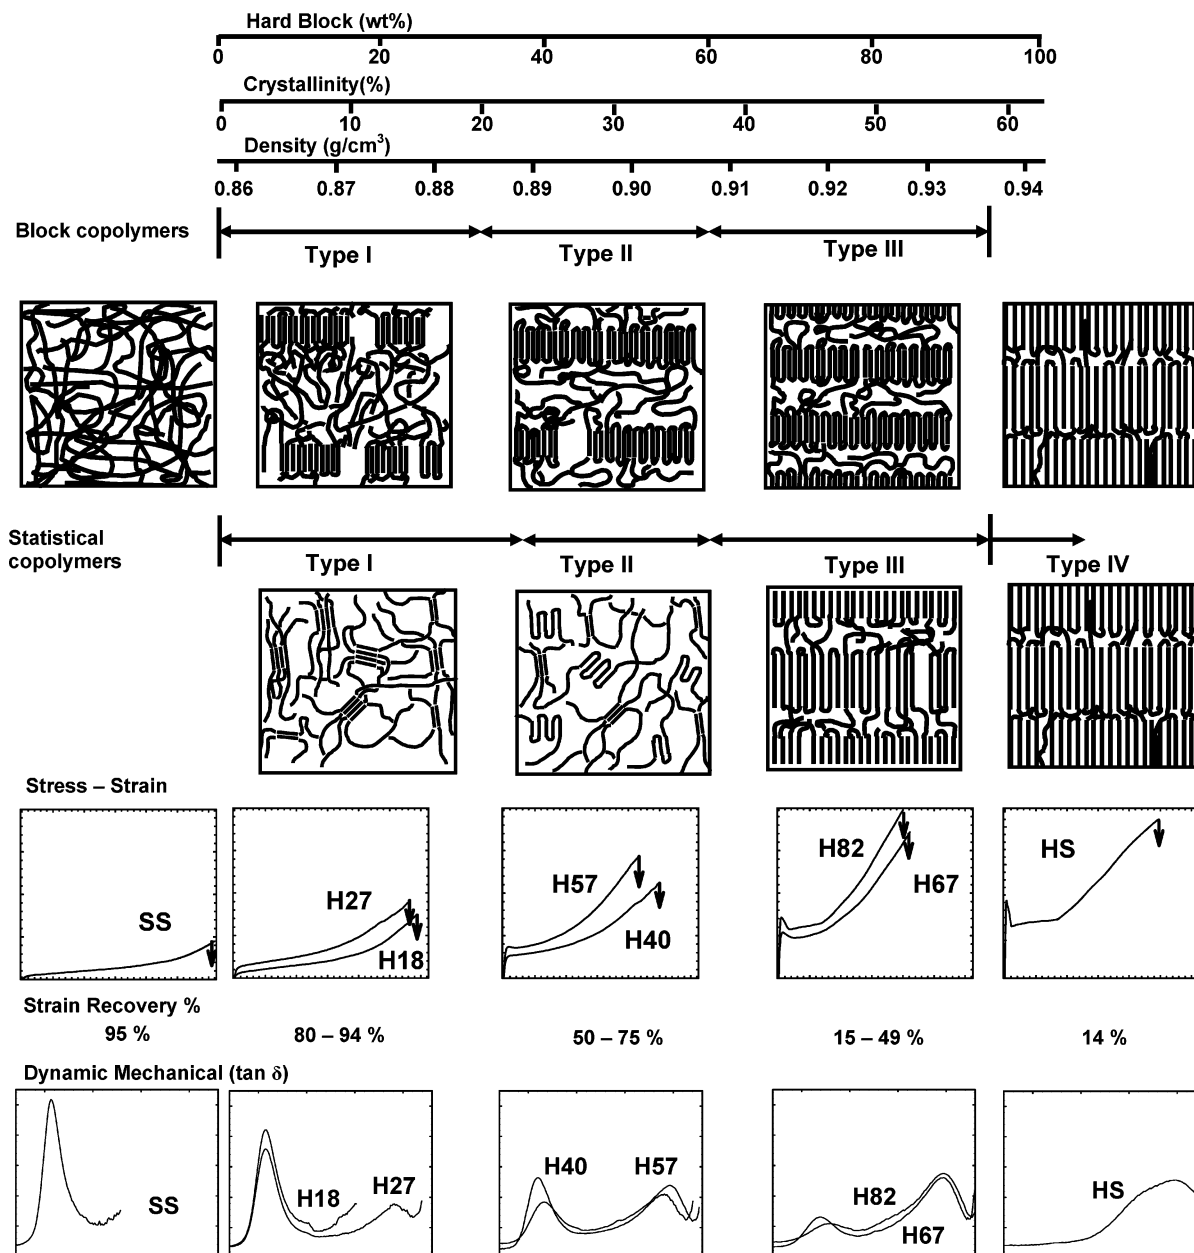 Hard Block (wt%)
0 20 40 60 80 100
Crystallinity(%)
0 10 20 30 40 50 60
Density (g/cm³)
0.86 0.87 0.88 0.89 0.90 0.91 0.92 0.93 0.94
Block copolymers
Type I Type II Type III
Statistical
copolymers
Type I Type II Type III Type IV
Stress – Strain
SS H27 H18 H57 H40 H82 H67 HS
Strain Recovery %
95 % 80 – 94 % 50 – 75 % 15 – 49 % 14 %
Dynamic Mechanical (tan δ)
SS H18 H27 H40 H57 H82 H67 HS